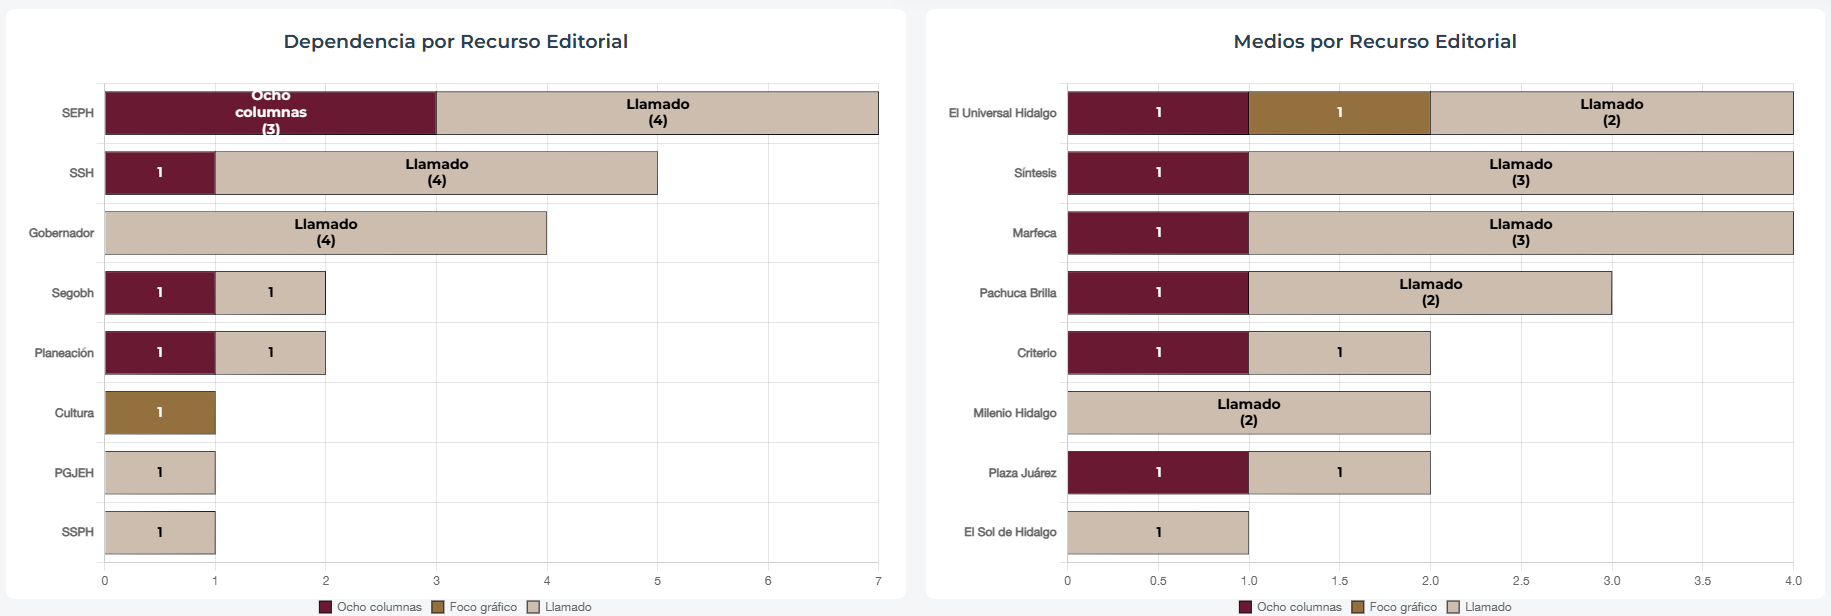 Dependencia por Recurso Editorial
SEPH
Ocho
columnas
(3)
Llamado
(4)
SSH
1
Llamado
(4)
Gobernador
Llamado
(4)
Segobh
1
1
Planeación
1
1
Cultura
1
PGJEH
1
SSPH
1
0 1 2 3 4 5 6 7
Ocho columnas Foco gráfico Llamado
Medios por Recurso Editorial
El Universal Hidalgo
1
1
Llamado
(2)
Síntesis
1
Llamado
(3)
Marfeca
1
Llamado
(3)
Pachuca Brilla
1
Llamado
(2)
Criterio
1
1
Milenio Hidalgo
Llamado
(2)
Plaza Juárez
1
1
El Sol de Hidalgo
1
0 0.5 1.0 1.5 2.0 2.5 3.0 3.5 4.0
Ocho columnas Foco gráfico Llamado